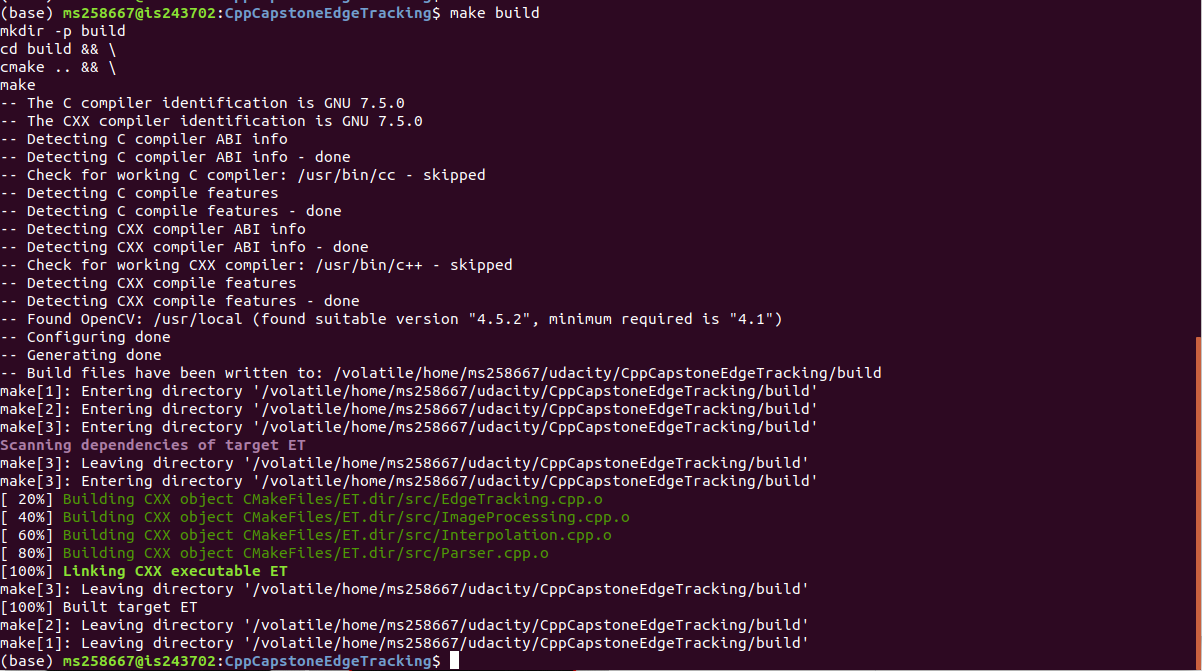 (base) ms258667@is243702:CppCapstoneEdgeTracking$ make build
mkdir -p build
cd build && \
cmake .. && \
make
-- The C compiler identification is GNU 7.5.0
-- The CXX compiler identification is GNU 7.5.0
-- Detecting C compiler ABI info
-- Detecting C compiler ABI info - done
-- Check for working C compiler: /usr/bin/cc - skipped
-- Detecting C compile features
-- Detecting C compile features - done
-- Detecting CXX compiler ABI info
-- Detecting CXX compiler ABI info - done
-- Check for working CXX compiler: /usr/bin/c++ - skipped
-- Detecting CXX compile features
-- Detecting CXX compile features - done
-- Found OpenCV: /usr/local (found suitable version "4.5.2", minimum required is "4.1")
-- Configuring done
-- Generating done
-- Build files have been written to: /volatile/home/ms258667/udacity/CppCapstoneEdgeTracking/build
make[1]: Entering directory '/volatile/home/ms258667/udacity/CppCapstoneEdgeTracking/build'
make[2]: Entering directory '/volatile/home/ms258667/udacity/CppCapstoneEdgeTracking/build'
make[3]: Entering directory '/volatile/home/ms258667/udacity/CppCapstoneEdgeTracking/build'
Scanning dependencies of target ET
make[3]: Leaving directory '/volatile/home/ms258667/udacity/CppCapstoneEdgeTracking/build'
make[3]: Entering directory '/volatile/home/ms258667/udacity/CppCapstoneEdgeTracking/build'
[ 20%] Building CXX object CMakeFiles/ET.dir/src/EdgeTracking.cpp.o
[ 40%] Building CXX object CMakeFiles/ET.dir/src/ImageProcessing.cpp.o
[ 60%] Building CXX object CMakeFiles/ET.dir/src/Interpolation.cpp.o
[ 80%] Building CXX object CMakeFiles/ET.dir/src/Parser.cpp.o
[100%] Linking CXX executable ET
make[3]: Leaving directory '/volatile/home/ms258667/udacity/CppCapstoneEdgeTracking/build'
[100%] Built target ET
make[2]: Leaving directory '/volatile/home/ms258667/udacity/CppCapstoneEdgeTracking/build'
make[1]: Leaving directory '/volatile/home/ms258667/udacity/CppCapstoneEdgeTracking/build'
(base) ms258667@is243702:CppCapstoneEdgeTracking$